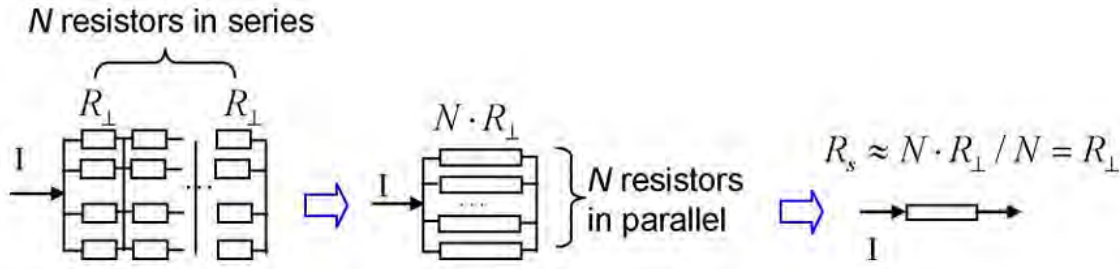 N resistors in series
R⊥ R⊥
I
...
N · R⊥
I
...
N resistors
in parallel
Rs ≈ N · R⊥ / N = R⊥
I